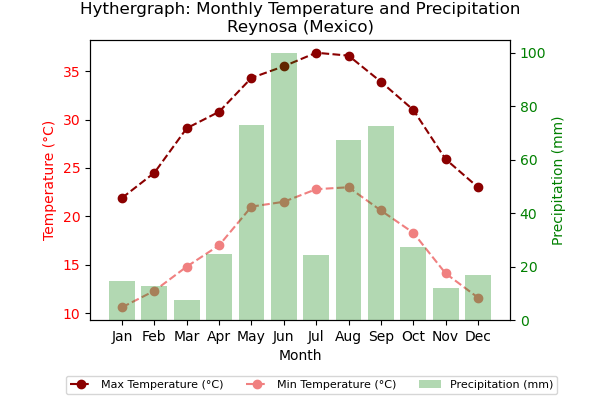 Hythergraph: Monthly Temperature and Precipitation
Reynosa (Mexico)
Temperature (°C)
35
30
25
20
15
10
Precipitation (mm)
100
80
60
40
20
0
Jan Feb Mar Apr May Jun Jul Aug Sep Oct Nov Dec
Month
Max Temperature (°C) Min Temperature (°C) Precipitation (mm)